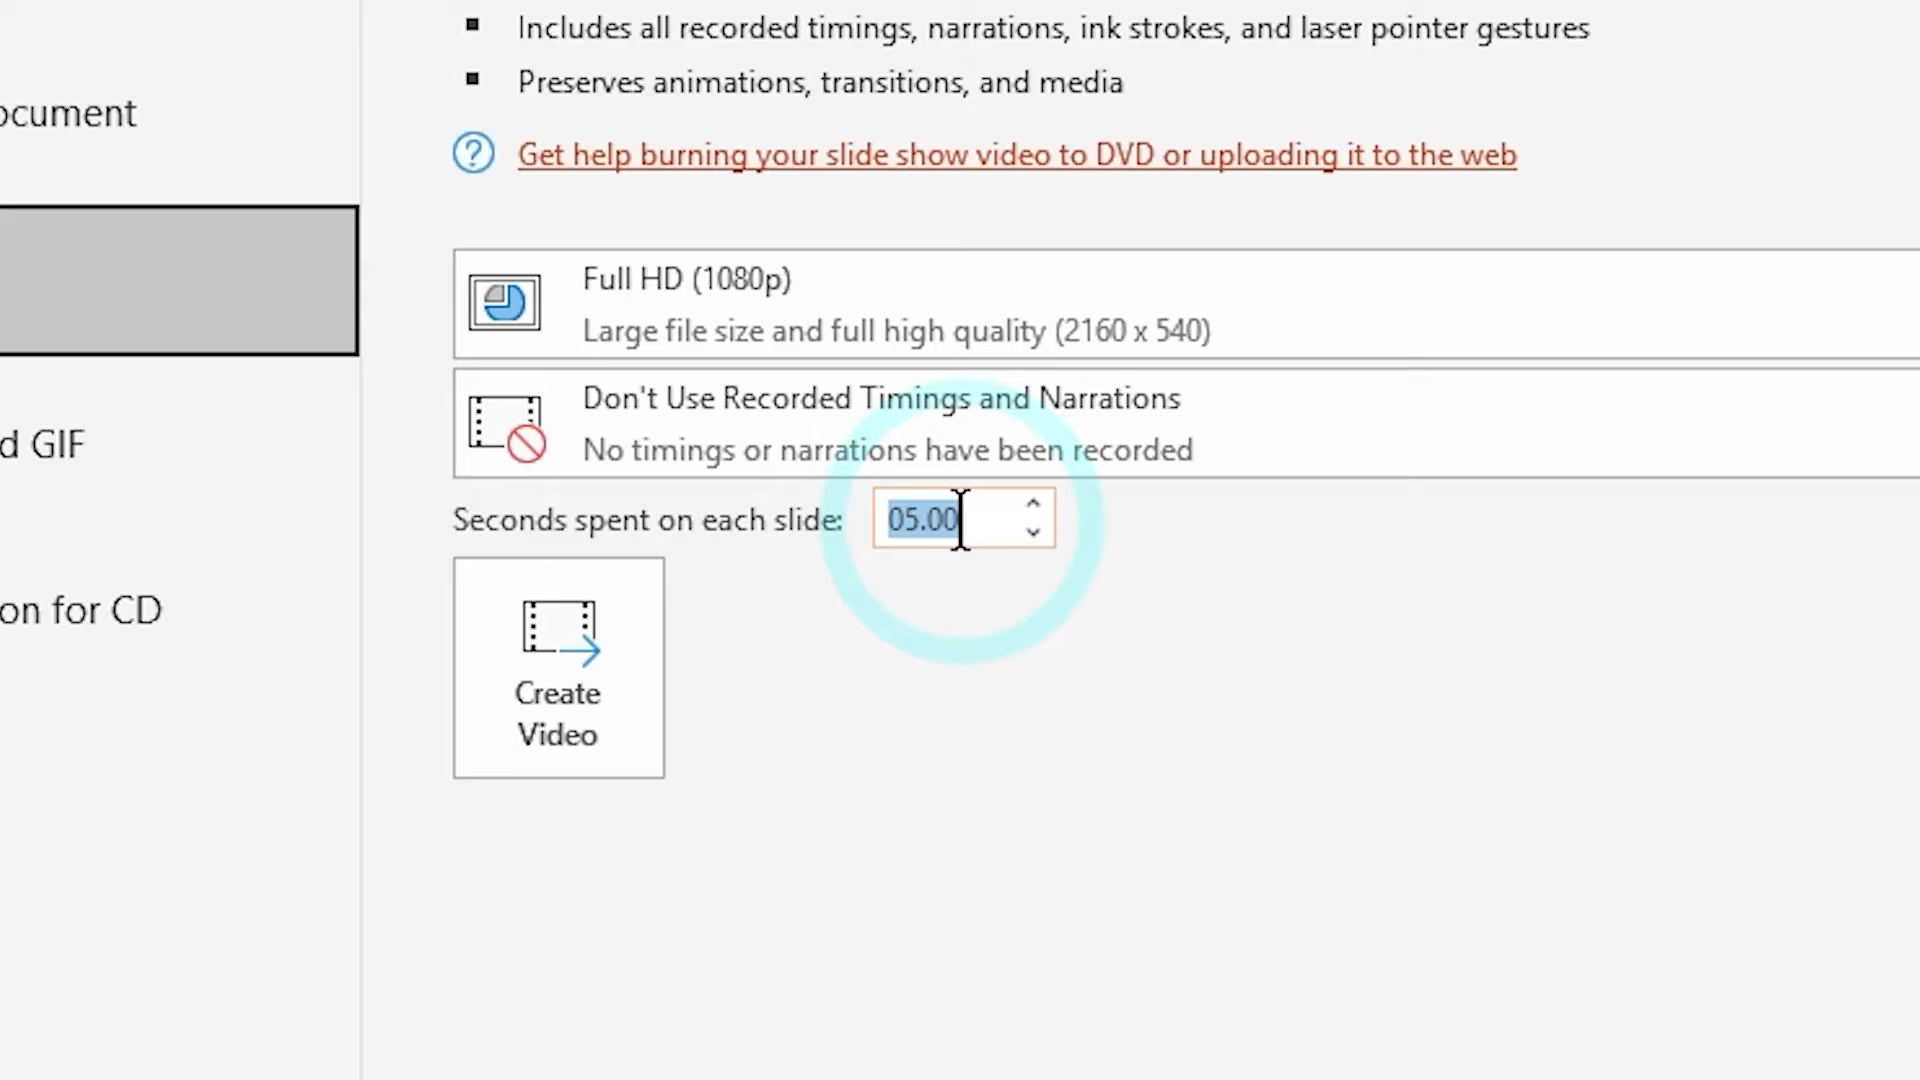 Includes all recorded timings, narrations, ink strokes, and laser pointer gestures
Preserves animations, transitions, and media
ocument
Get help burning your slide show video to DVD or uploading it to the web
Full HD (1080p)
Large file size and full high quality (2160 x 540)
Don't Use Recorded Timings and Narrations
No timings or narrations have been recorded
d GIF
Seconds spent on each slide: 05.00
on for CD
Create
Video